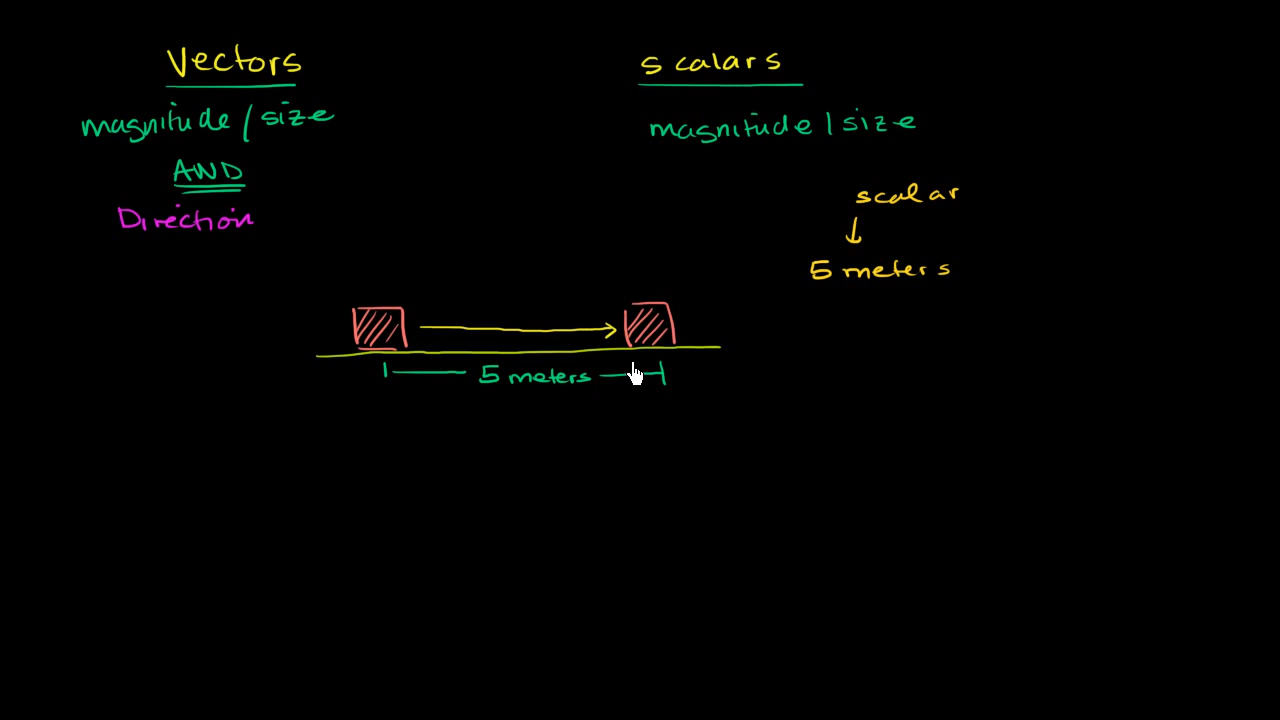 Vectors
magnitude / size
AND
Direction
scalars
magnitude / size
scalar
5 meters
5 meters